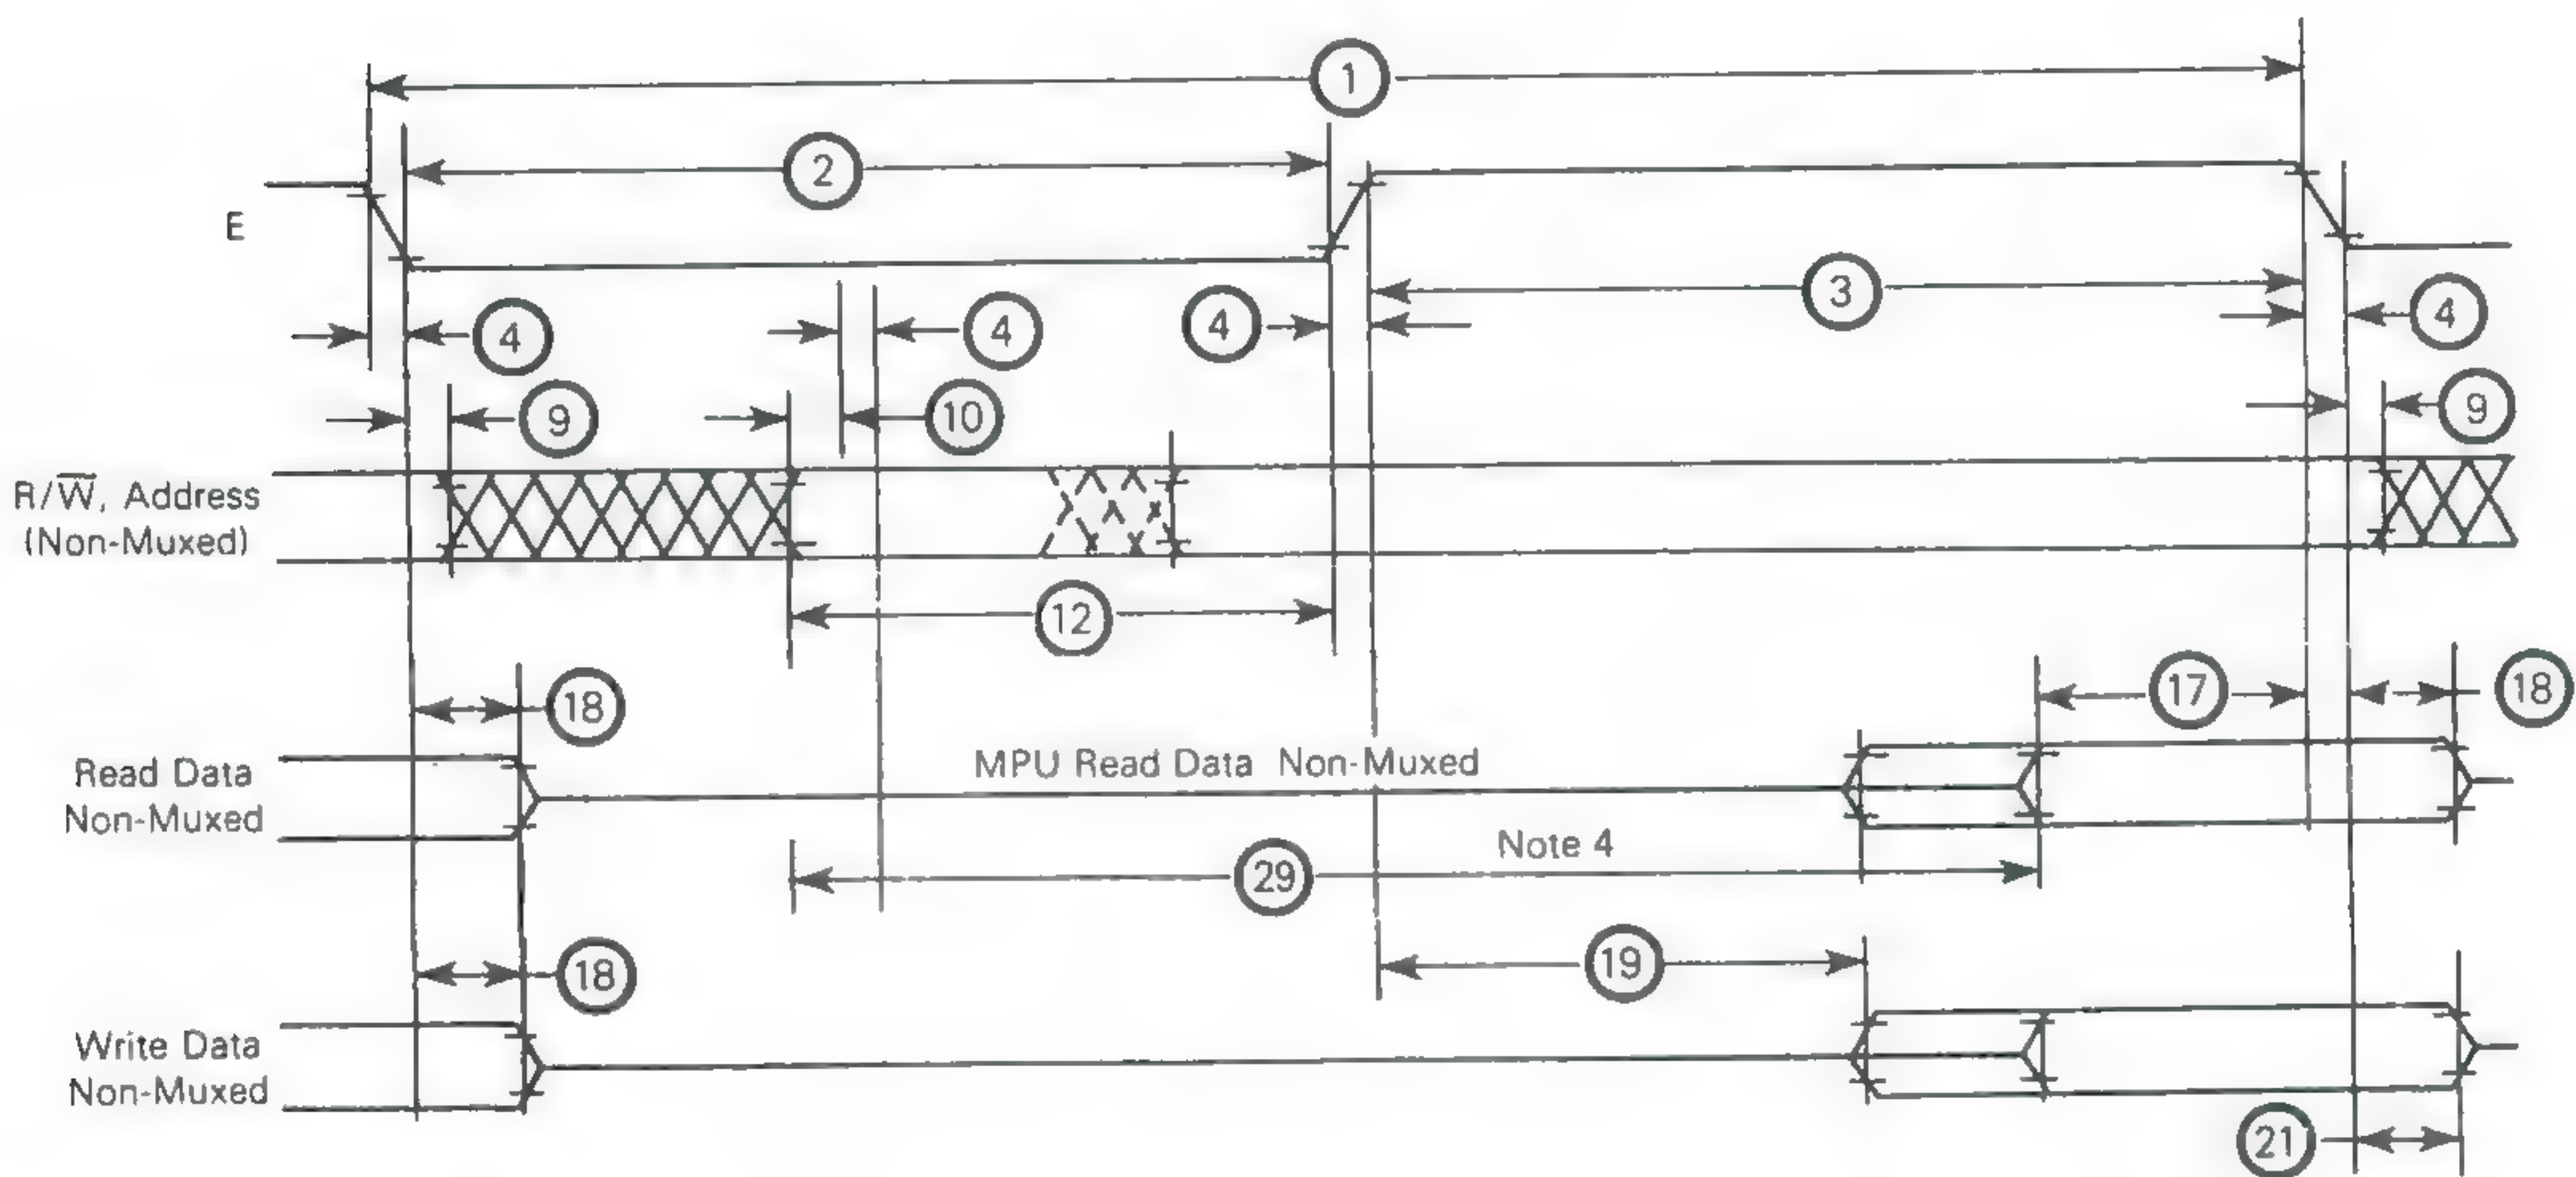 1
2
E
3
4
4
4
4
9
10
9
R/W̅, Address
(Non-Muxed)
12
18
17
18
Read Data
Non-Muxed
MPU Read Data Non-Muxed
Note 4
29
18
19
Write Data
Non-Muxed
21